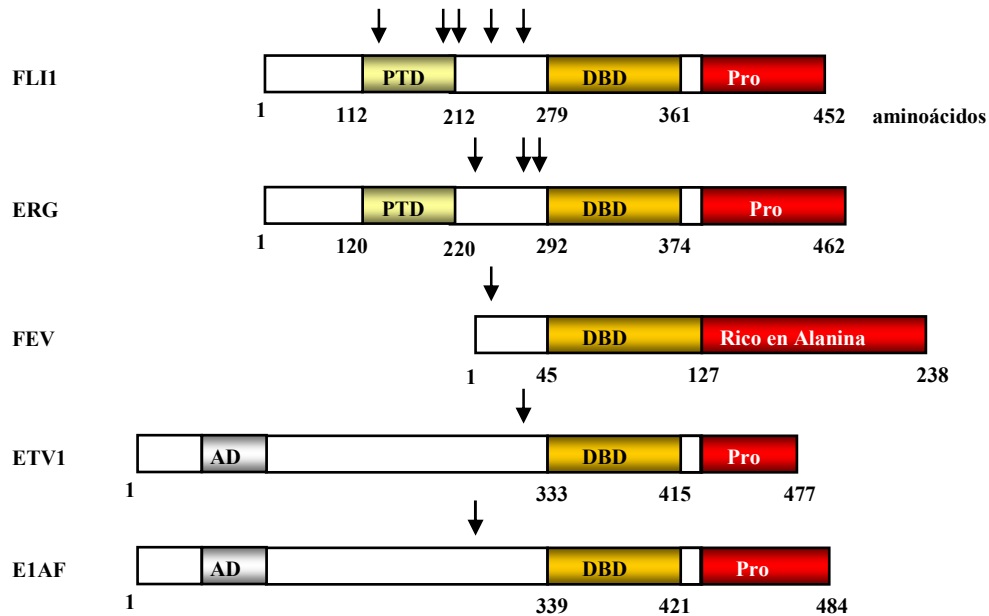 FLI1 PTD DBD Pro
1 112 212 279 361 452 aminoácidos
ERG PTD DBD Pro
1 120 220 292 374 462
FEV DBD Rico en Alanina
1 45 127 238
ETV1 AD DBD Pro
1 333 415 477
E1AF AD DBD Pro
1 339 421 484